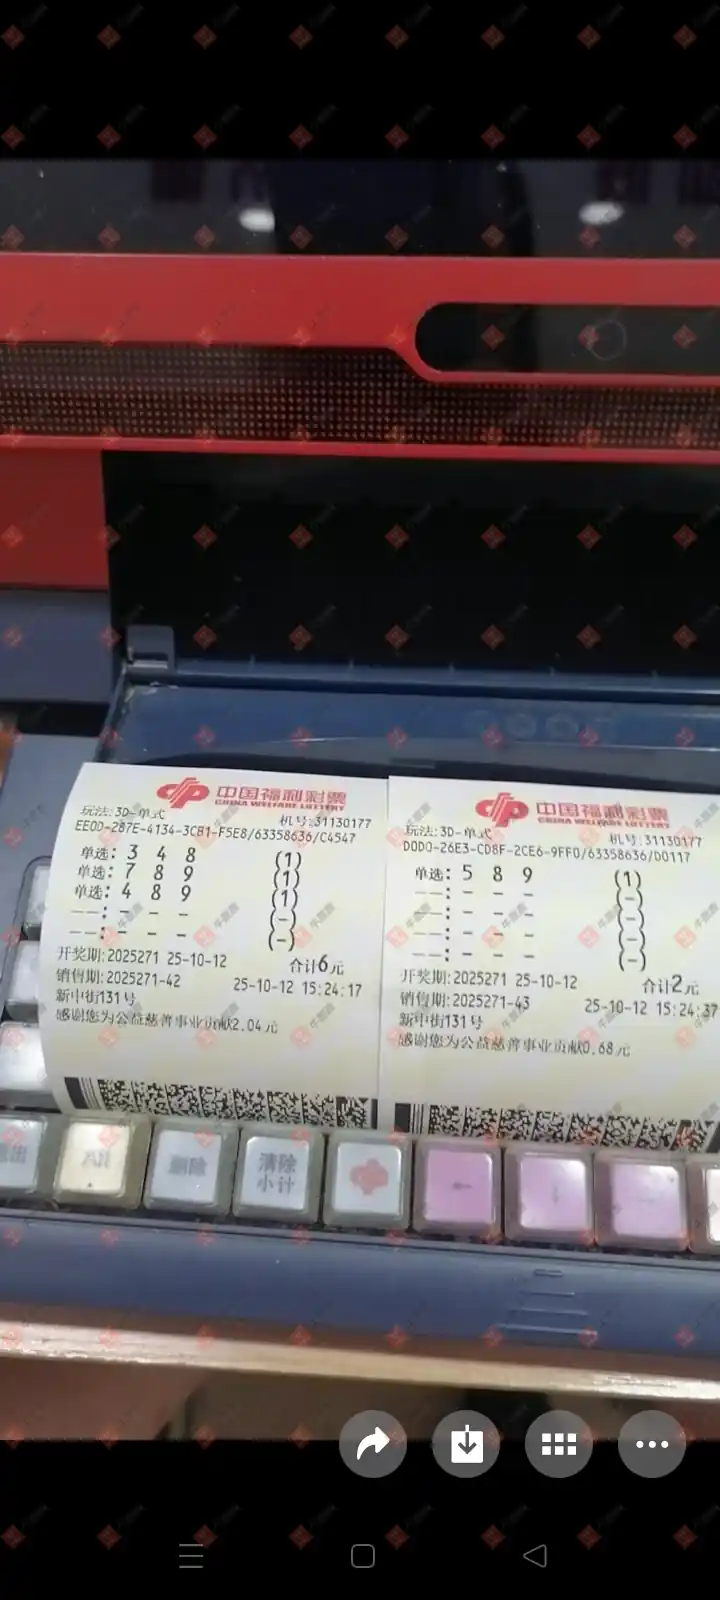 中国福利彩票
CHINA WELFARE LOTTERY
玩法:3D-单式
机号:31130177
EE0D-287E-4134-3CB1-F5E8/63358636/C4547
单选: 3 4 8 (1)
单选: 7 8 9 (1)
单选: 4 8 9 (1)
--: - - - (-)
--: - - - (-)
开奖期:2025271 25-10-12 合计6元
销售期:2025271-42 25-10-12 15:24:17
新中街131号
感谢您为公益慈善事业贡献2.04元
中国福利彩票
CHINA WELFARE LOTTERY
玩法:3D-单式
机号:31130177
D0D0-26E3-CD8F-2CE6-9FF0/63358636/D0117
单选: 5 8 9 (1)
--: - - - (-)
--: - - - (-)
--: - - - (-)
--: - - - (-)
开奖期:2025271 25-10-12 合计2元
销售期:2025271-43 25-10-12 15:24:37
新中街131号
感谢您为公益慈善事业贡献0.68元
删除
清除
小计